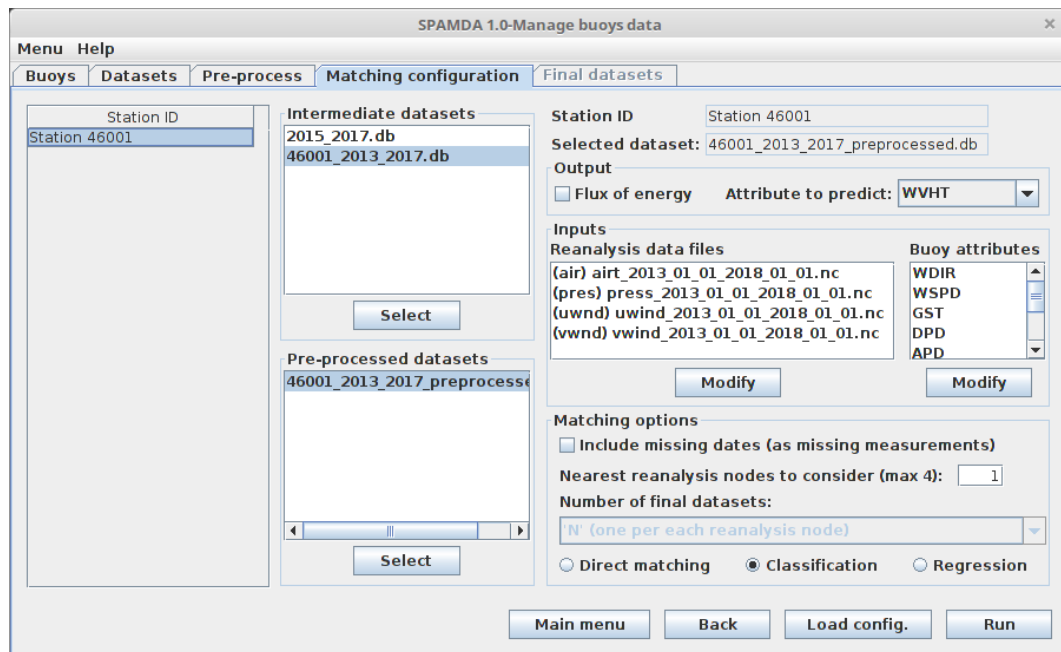 SPAMDA 1.0-Manage buoys data ×
Menu Help
Buoys Datasets Pre-process Matching configuration Final datasets
Station ID
Station 46001
Intermediate datasets
2015_2017.db
46001_2013_2017.db
Select
Pre-processed datasets
46001_2013_2017_preprocesse
Select
Station ID Station 46001
Selected dataset: 46001_2013_2017_preprocessed.db
Output
Flux of energy Attribute to predict: WVHT
Inputs
Reanalysis data files
(air) airt_2013_01_01_2018_01_01.nc
(pres) press_2013_01_01_2018_01_01.nc
(uwnd) uwind_2013_01_01_2018_01_01.nc
(vwnd) vwind_2013_01_01_2018_01_01.nc
Modify
Buoy attributes
WDIR
WSPD
GST
DPD
APD
Modify
Matching options
Include missing dates (as missing measurements)
Nearest reanalysis nodes to consider (max 4): 1
Number of final datasets:
'N' (one per each reanalysis node)
Direct matching Classification Regression
Main menu Back Load config. Run